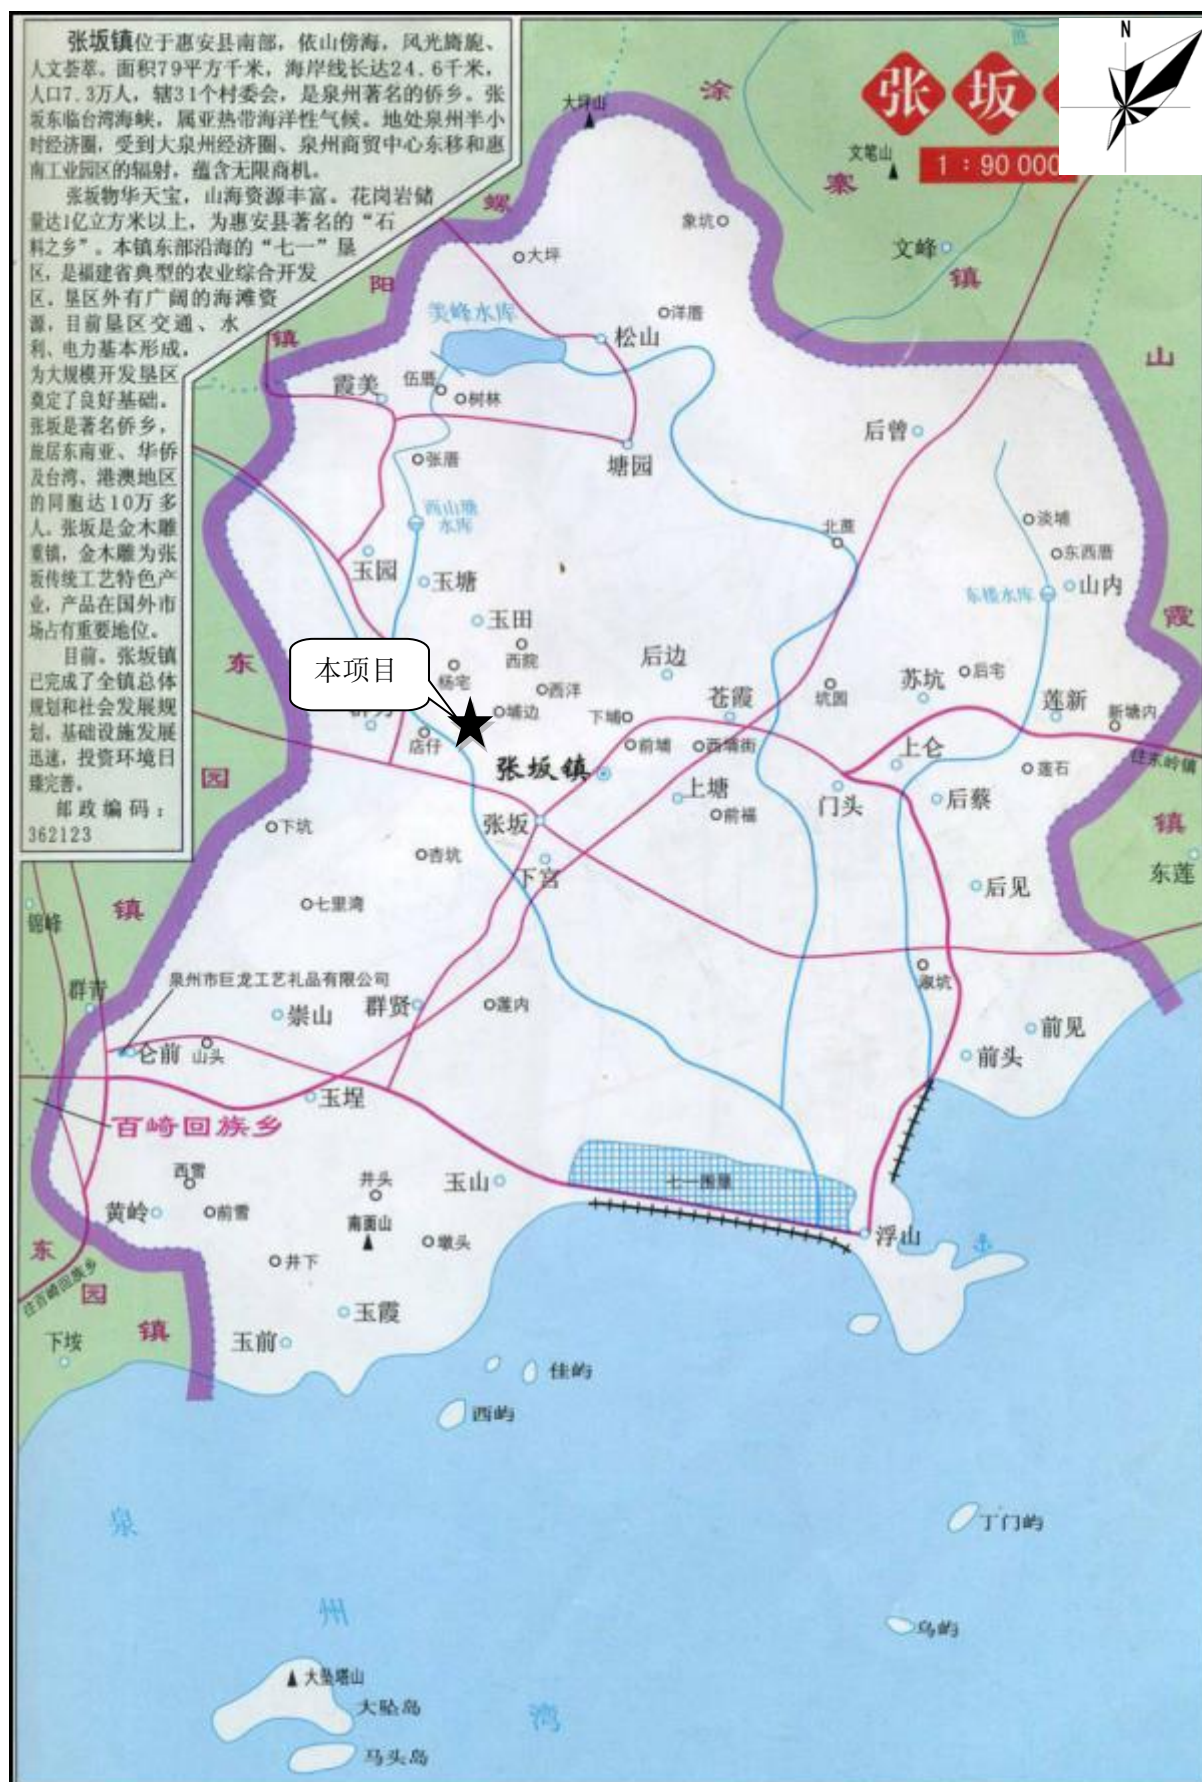 张坂镇位于惠安县南部，依山傍海，风光旖旎、
人文荟萃。面积79平方千米，海岸线长达24.6千米，
人口7.3万人，辖31个村委会，是泉州著名的侨乡。张
坂东临台湾海峡，属亚热带海洋性气候。地处泉州半小
时经济圈，受到大泉州经济圈、泉州商贸中心东移和惠
南工业园区的辐射，蕴含无限商机。
张坂物华天宝，山海资源丰富。花岗岩储
量达1亿立方米以上，为惠安县著名的“石
料之乡”。本镇东部沿海的“七一”垦
区，是福建省典型的农业综合开发
区。垦区外有广阔的海滩资
源，目前垦区交通、水
利、电力基本形成，
为大规模开发垦区
奠定了良好基础。
张坂是著名侨乡，
旅居东南亚、华侨
及台湾、港澳地区
的同胞达10万多
人。张坂是金木雕
重镇，金木雕为张
坂传统工艺特色产
业，产品在国外市
场占有重要地位。
目前，张坂镇
已完成了全镇总体
规划和社会发展规
划，基础设施发展
迅速，投资环境日
臻完善。
邮政编码：
362123
张坂
1：90 000
N
大坪山
涂
寨
镇
文笔山
文峰
象坑
螺
阳
镇
大坪
洋厝
美峰水库
松山
山
霞
镇
霞美
伍厝
树林
塘园
后曾
张厝
西山塘
水库
北蔗
淡埔
东西厝
山内
玉园
玉塘
玉田
西院
后边
东
园
镇
本项目
杨宅
西洋
埔边
下埔
苍霞
坑园
苏坑
后宅
莲新
新塘内
店仔
前埔
西埔街
上仑
往东岭镇
张坂镇
上塘
前福
门头
后蔡
莲石
下坑
张坂
杏坑
下宫
后见
东莲
七里湾
锦峰
泉州市巨龙工艺礼品有限公司
群青
崇山
群贤
莲内
前见
前头
仑前
山头
玉埕
百崎回族乡
西雪
井头
玉山
七一围垦
黄岭
前雪
南面山
墩头
浮山
井下
东
园
镇
往百崎回族乡
下垵
玉霞
玉前
佳屿
西屿
泉
州
湾
丁门屿
乌屿
大坠塔山
大坠岛
马头岛